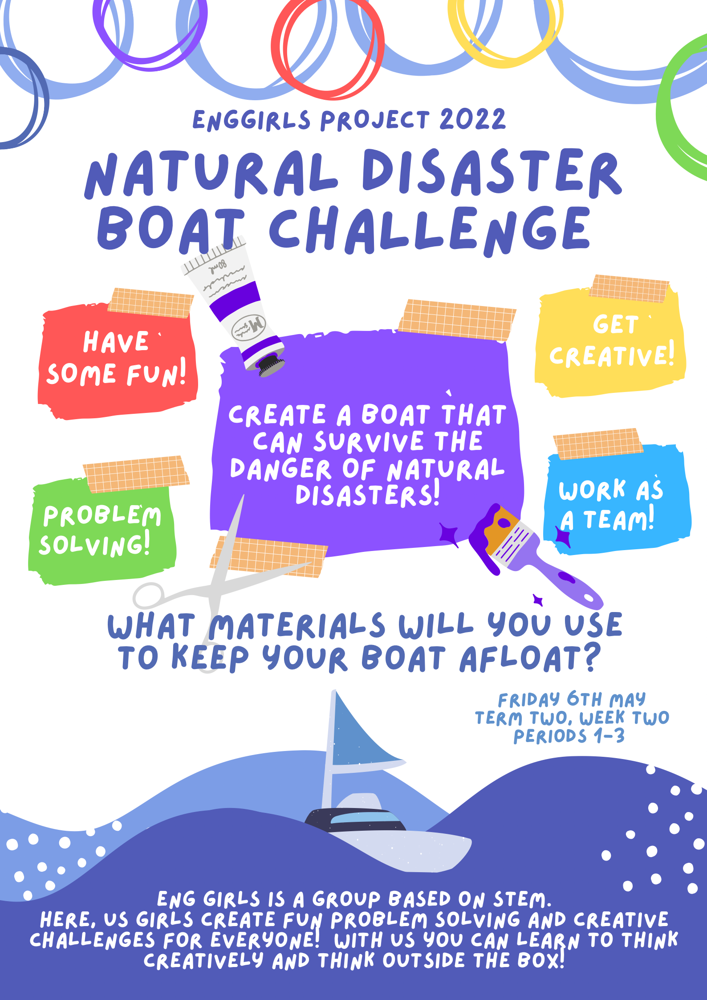 ENGGIRLS PROJECT 2022
NATURAL DISASTER
BOAT CHALLENGE
80ml
M
HAVE
SOME FUN!
GET
CREATIVE!
CREATE A BOAT THAT
CAN SURVIVE THE
DANGER OF NATURAL
DISASTERS!
PROBLEM
SOLVING!
WORK AS
A TEAM!
WHAT MATERIALS WILL YOU USE
TO KEEP YOUR BOAT AFLOAT?
FRIDAY 6TH MAY
TERM TWO, WEEK TWO
PERIODS 1-3
ENG GIRLS IS A GROUP BASED ON STEM.
HERE, US GIRLS CREATE FUN PROBLEM SOLVING AND CREATIVE
CHALLENGES FOR EVERYONE! WITH US YOU CAN LEARN TO THINK
CREATIVELY AND THINK OUTSIDE THE BOX!